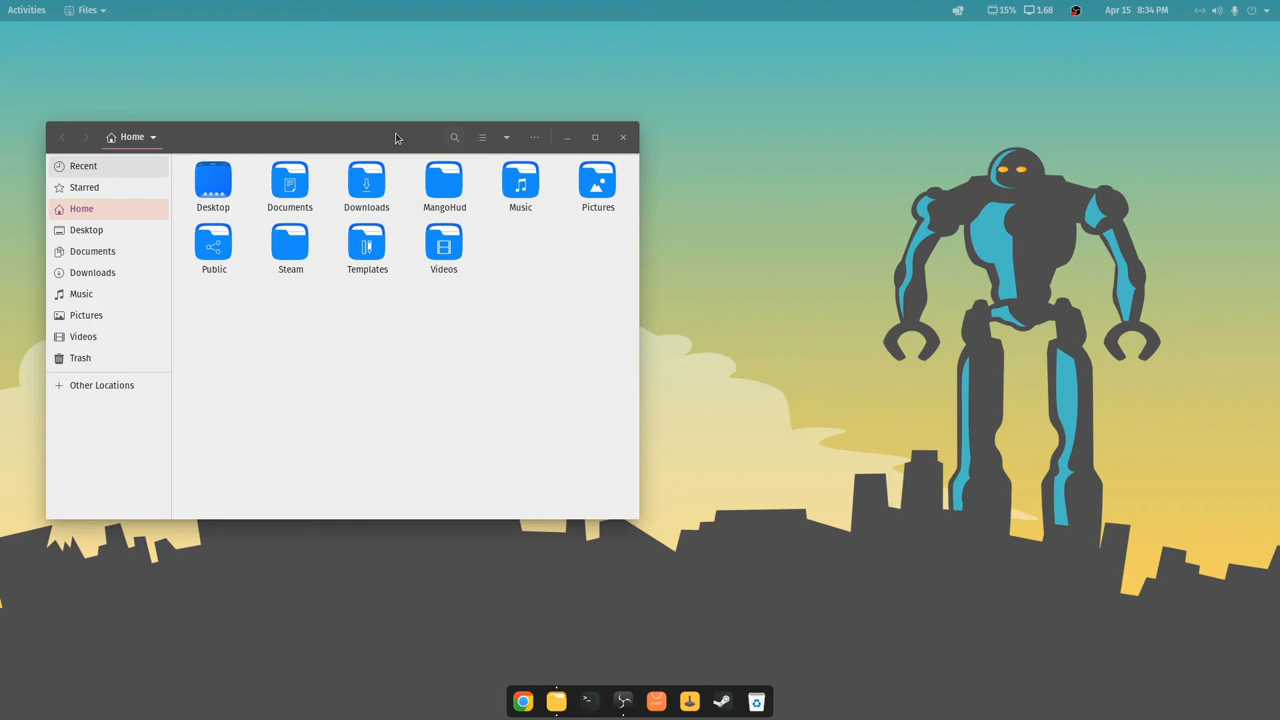 Activities Files 15% 1.68 Apr 15 8:34 PM
Home
Recent
Starred
Home
Desktop
Documents
Downloads
Music
Pictures
Videos
Trash
Other Locations
Desktop Documents Downloads MangoHud Music Pictures
Public Steam Templates Videos